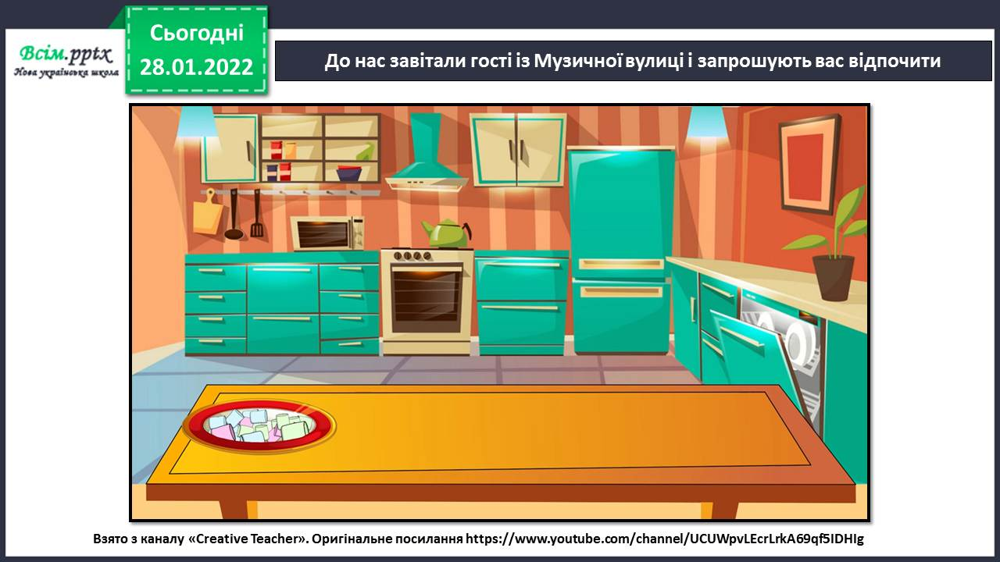 Всім.pptx
Нова українська школа
Сьогодні
28.01.2022
До нас завітали гості із Музичної вулиці і запрошують вас відпочити
Взято з каналу «Creative Teacher». Оригінальне посилання https://www.youtube.com/channel/UCUWpvLEcrLrkA69qf5IDHIg